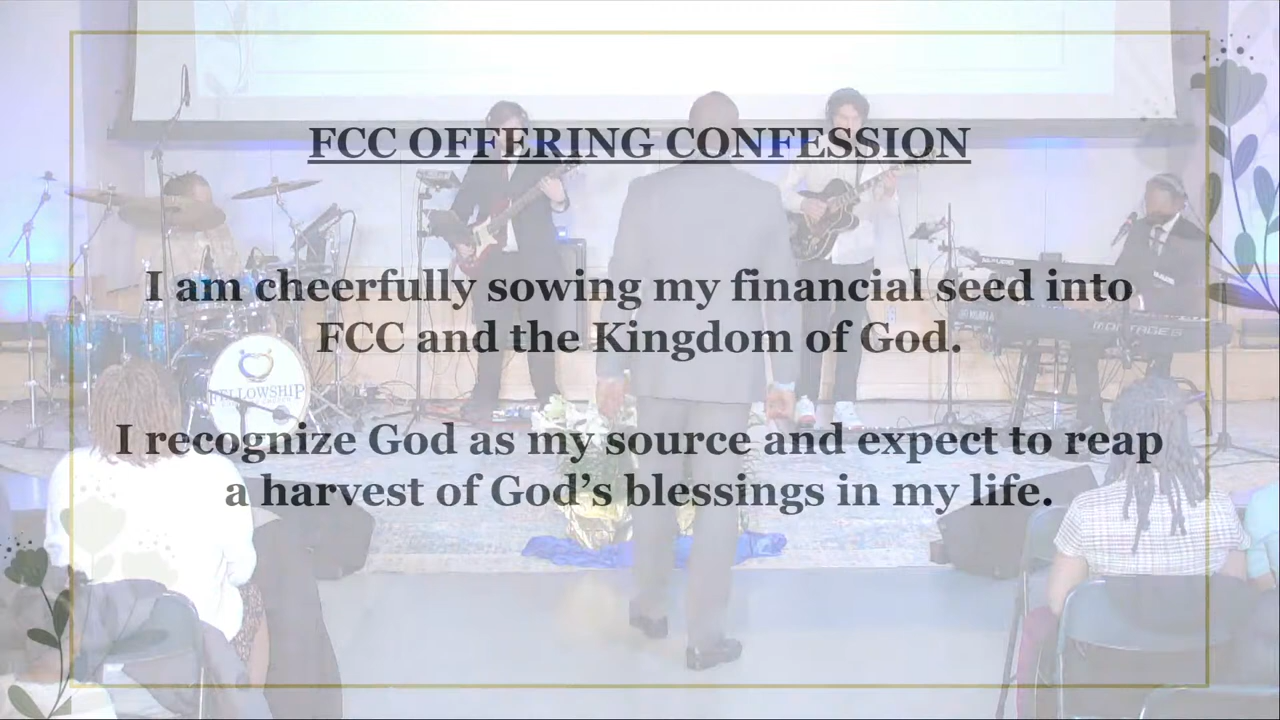 FCC OFFERING CONFESSION
I am cheerfully sowing my financial seed into
FCC and the Kingdom of God.
I recognize God as my source and expect to reap
a harvest of God's blessings in my life.
FELLOWSHIP